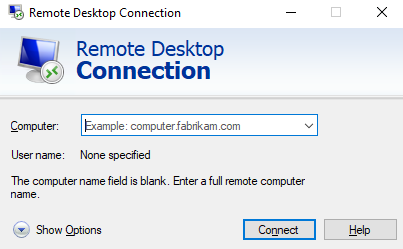 Remote Desktop Connection
Remote Desktop
Connection
Computer: Example: computer.fabrikam.com
User name: None specified
The computer name field is blank. Enter a full remote computer
name.
Show Options Connect Help